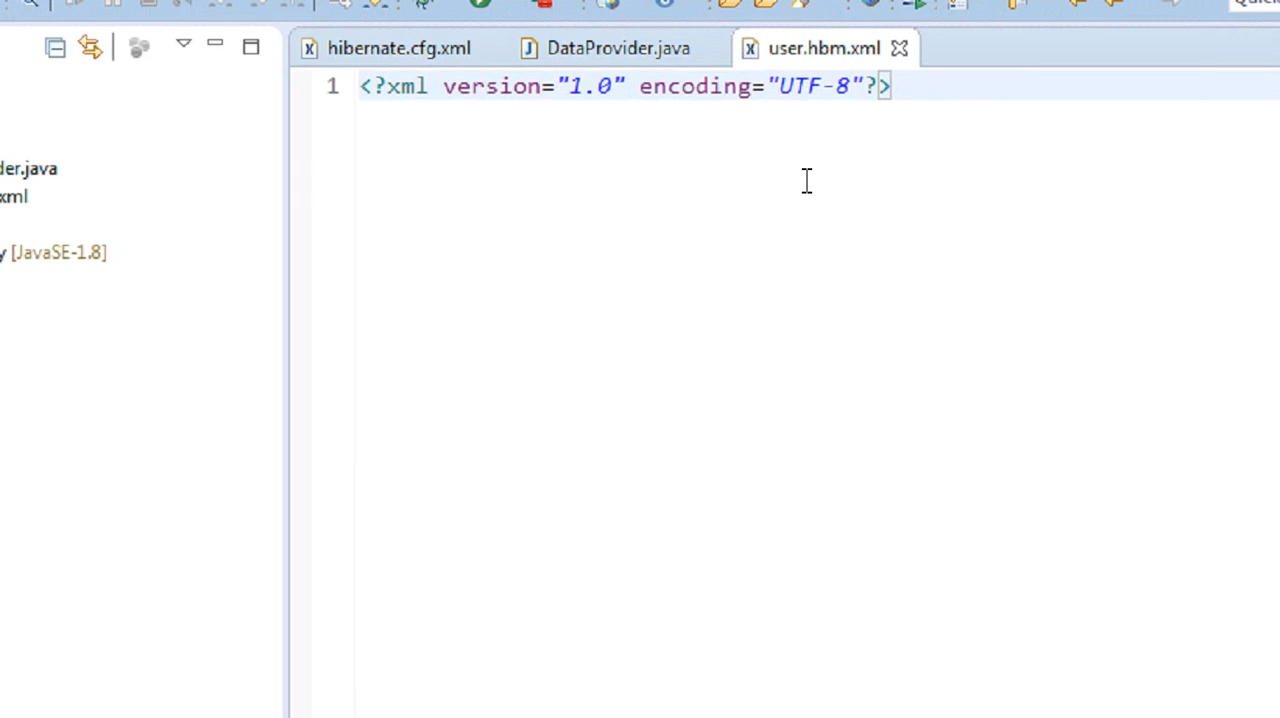 hibernate.cfg.xml
DataProvider.java
user.hbm.xml
1 <?xml version="1.0" encoding="UTF-8"?>
der.java
xml
y [JavaSE-1.8]